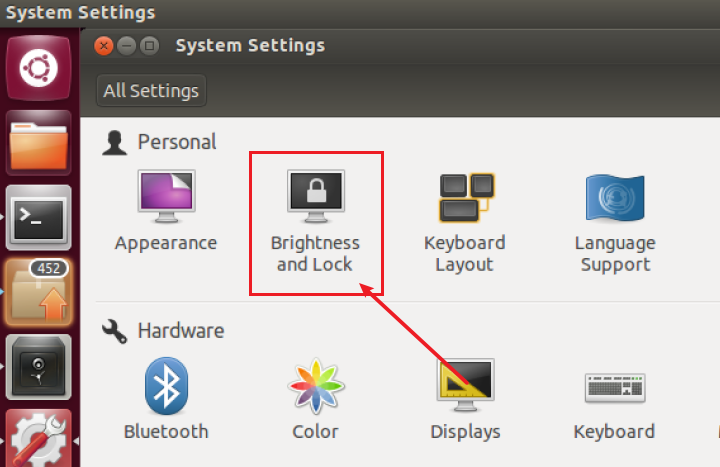 System Settings
System Settings
All Settings
Personal
Appearance
Brightness
and Lock
Keyboard
Layout
Language
Support
452
Hardware
Bluetooth
Color
Displays
Keyboard